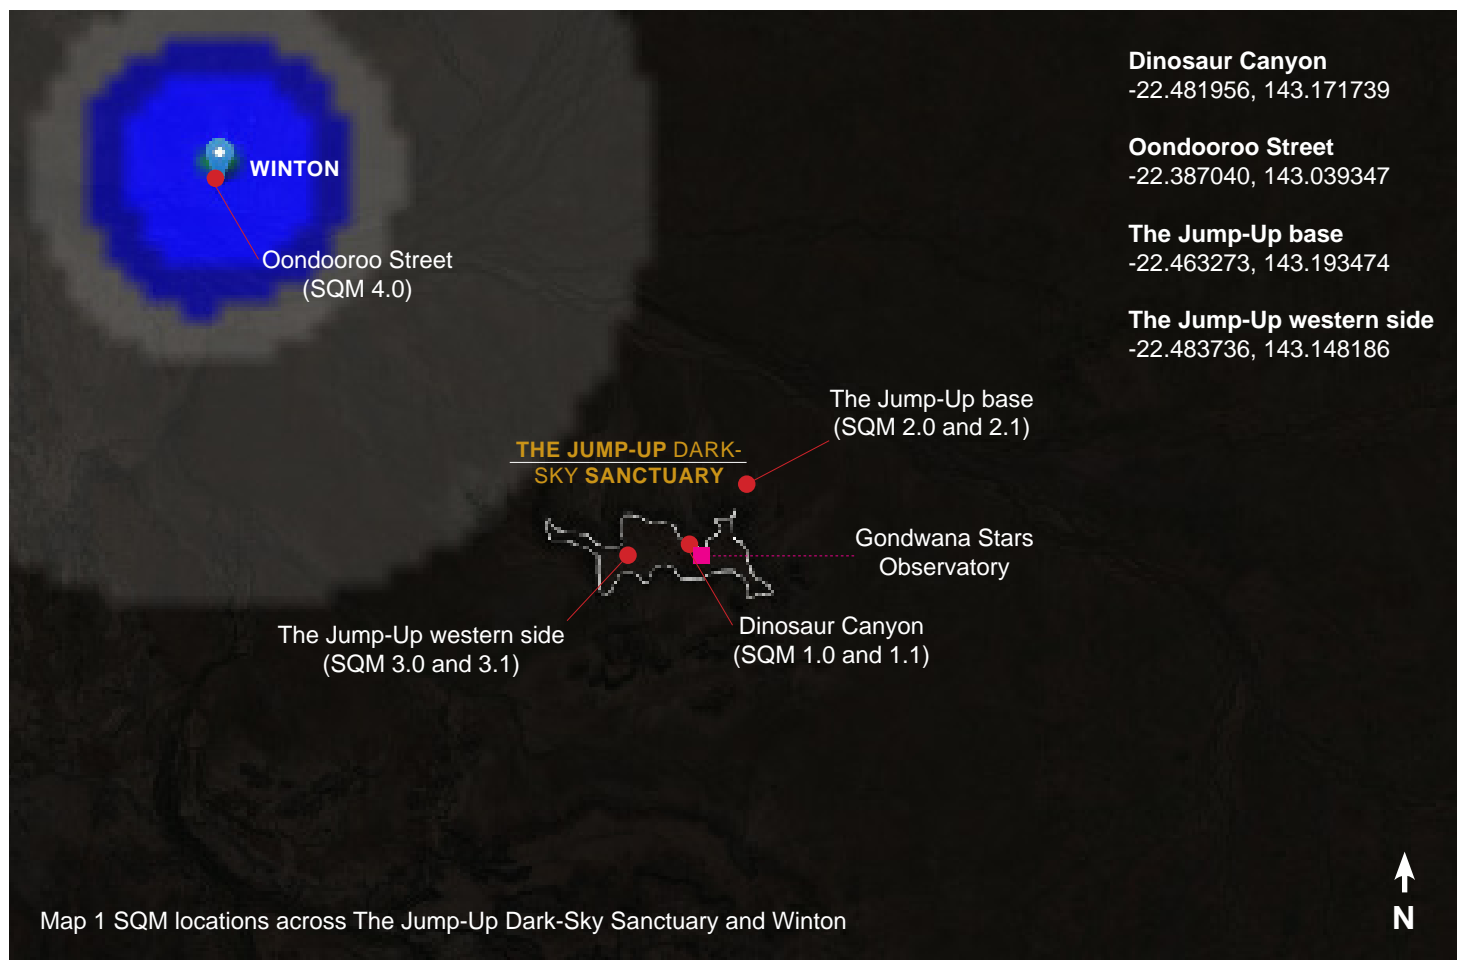 Dinosaur Canyon
-22.481956, 143.171739
Oondooroo Street
-22.387040, 143.039347
The Jump-Up base
-22.463273, 143.193474
The Jump-Up western side
-22.483736, 143.148186
WINTON
Oondooroo Street
(SQM 4.0)
The Jump-Up base
(SQM 2.0 and 2.1)
THE JUMP-UP DARK-
SKY SANCTUARY
Gondwana Stars
Observatory
The Jump-Up western side
(SQM 3.0 and 3.1)
Dinosaur Canyon
(SQM 1.0 and 1.1)
Map 1 SQM locations across The Jump-Up Dark-Sky Sanctuary and Winton
N